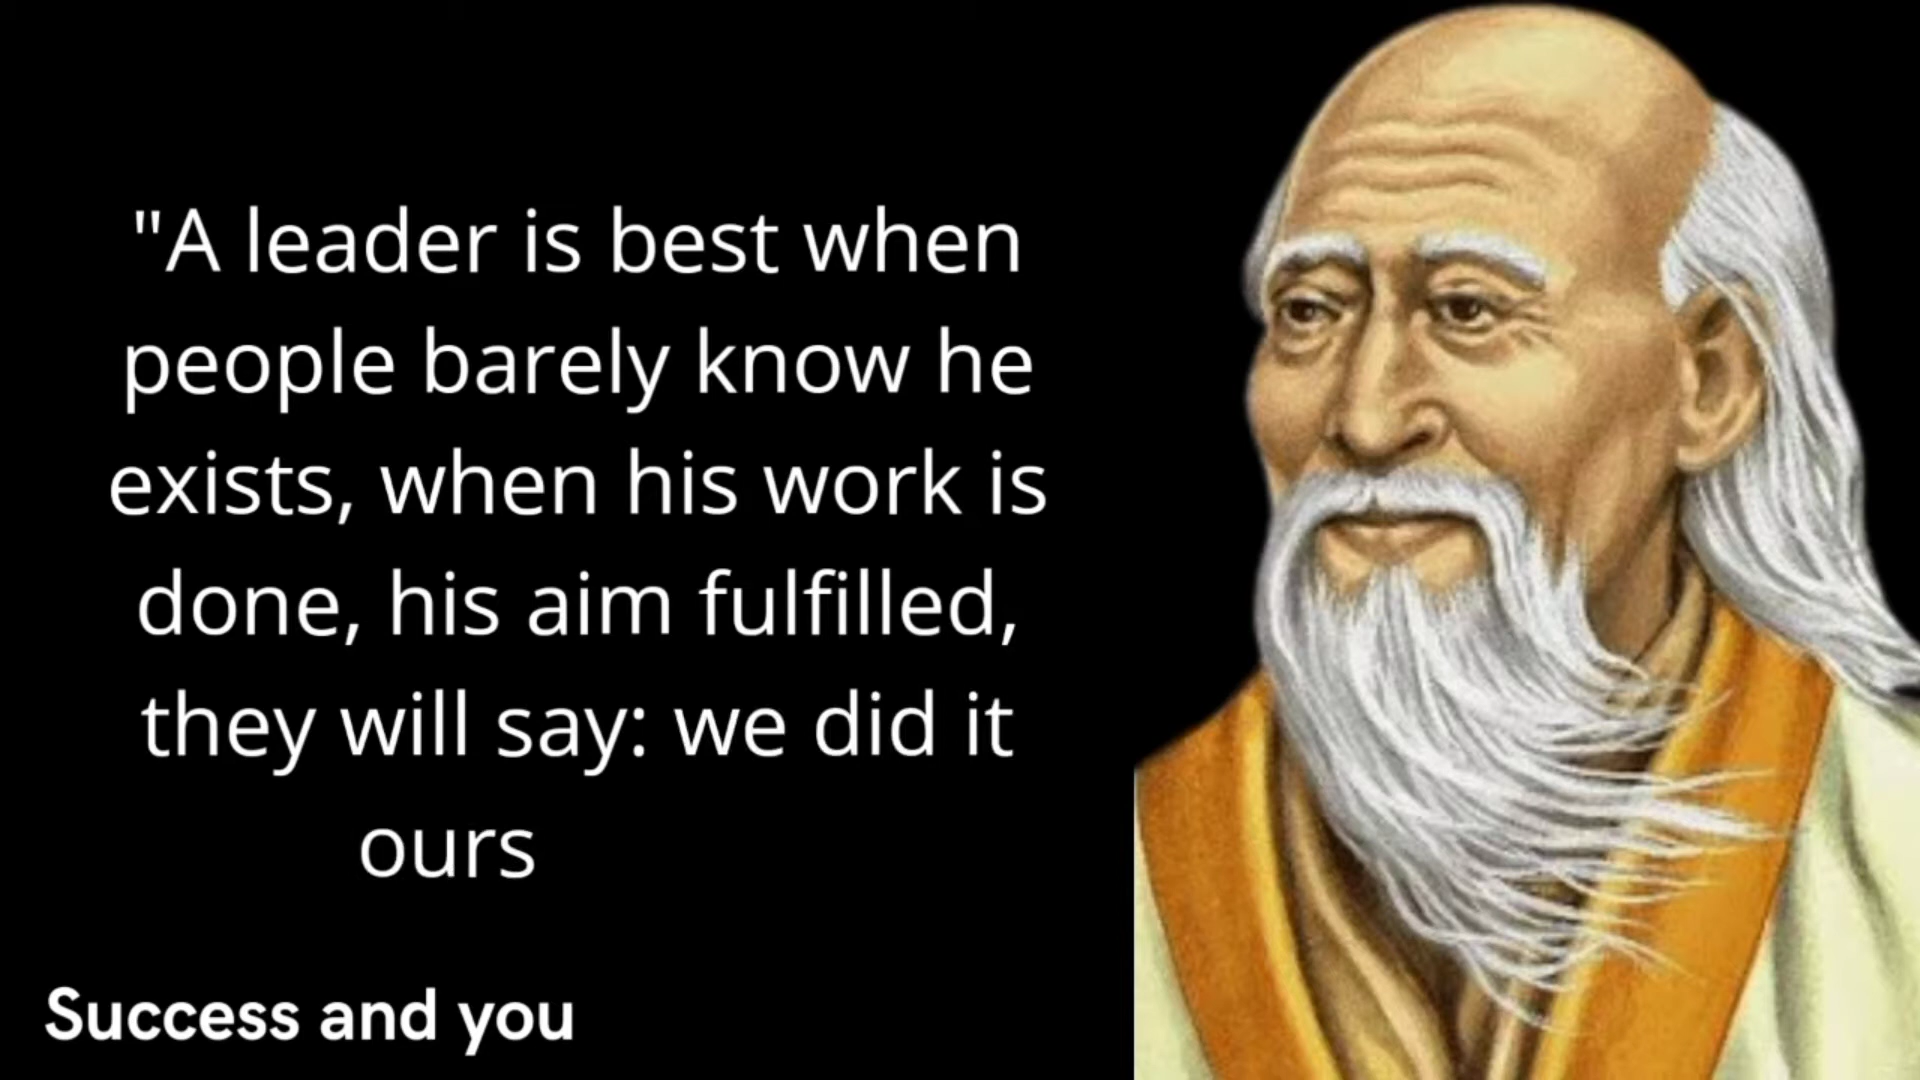 "A leader is best when
people barely know he
exists, when his work is
done, his aim fulfilled,
they will say: we did it
ours
Success and you